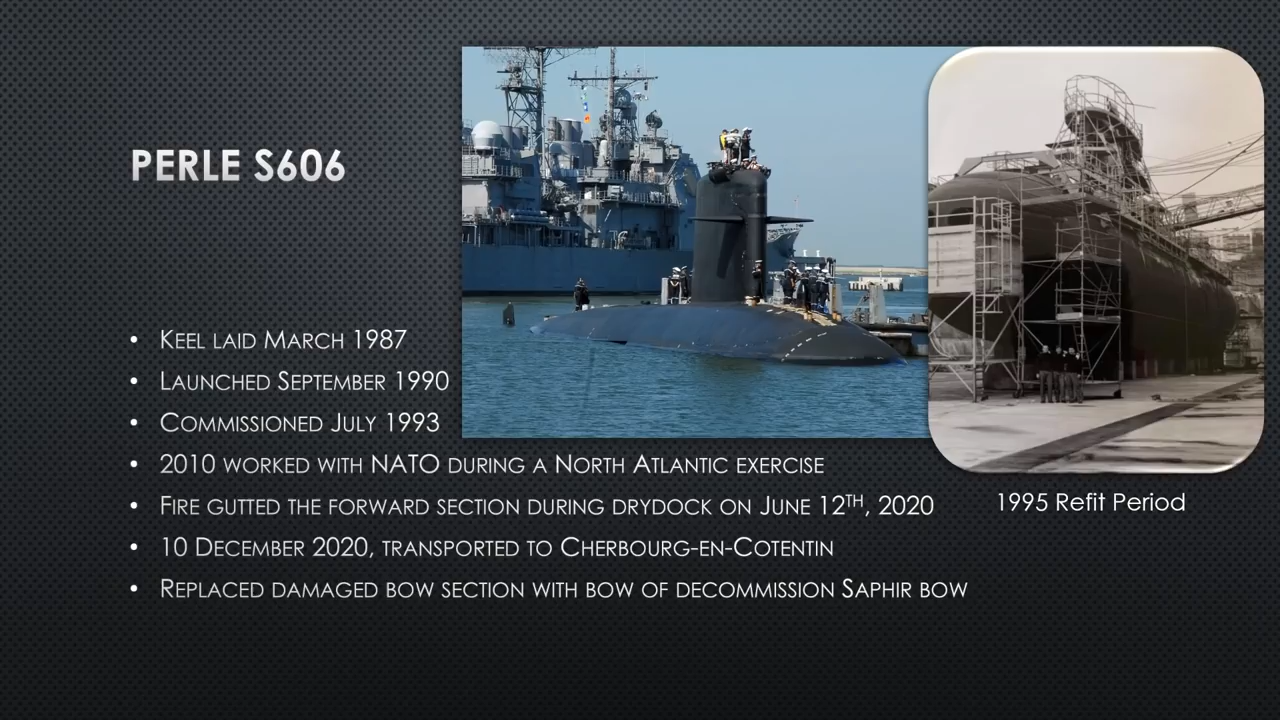 PERLE S606
• KEEL LAID MARCH 1987
• LAUNCHED SEPTEMBER 1990
• COMMISSIONED JULY 1993
• 2010 WORKED WITH NATO DURING A NORTH ATLANTIC EXERCISE
• FIRE GUTTED THE FORWARD SECTION DURING DRYDOCK ON JUNE 12TH, 2020
• 10 DECEMBER 2020, TRANSPORTED TO CHERBOURG-EN-COTENTIN
• REPLACED DAMAGED BOW SECTION WITH BOW OF DECOMMISSION SAPHIR BOW
1995 Refit Period